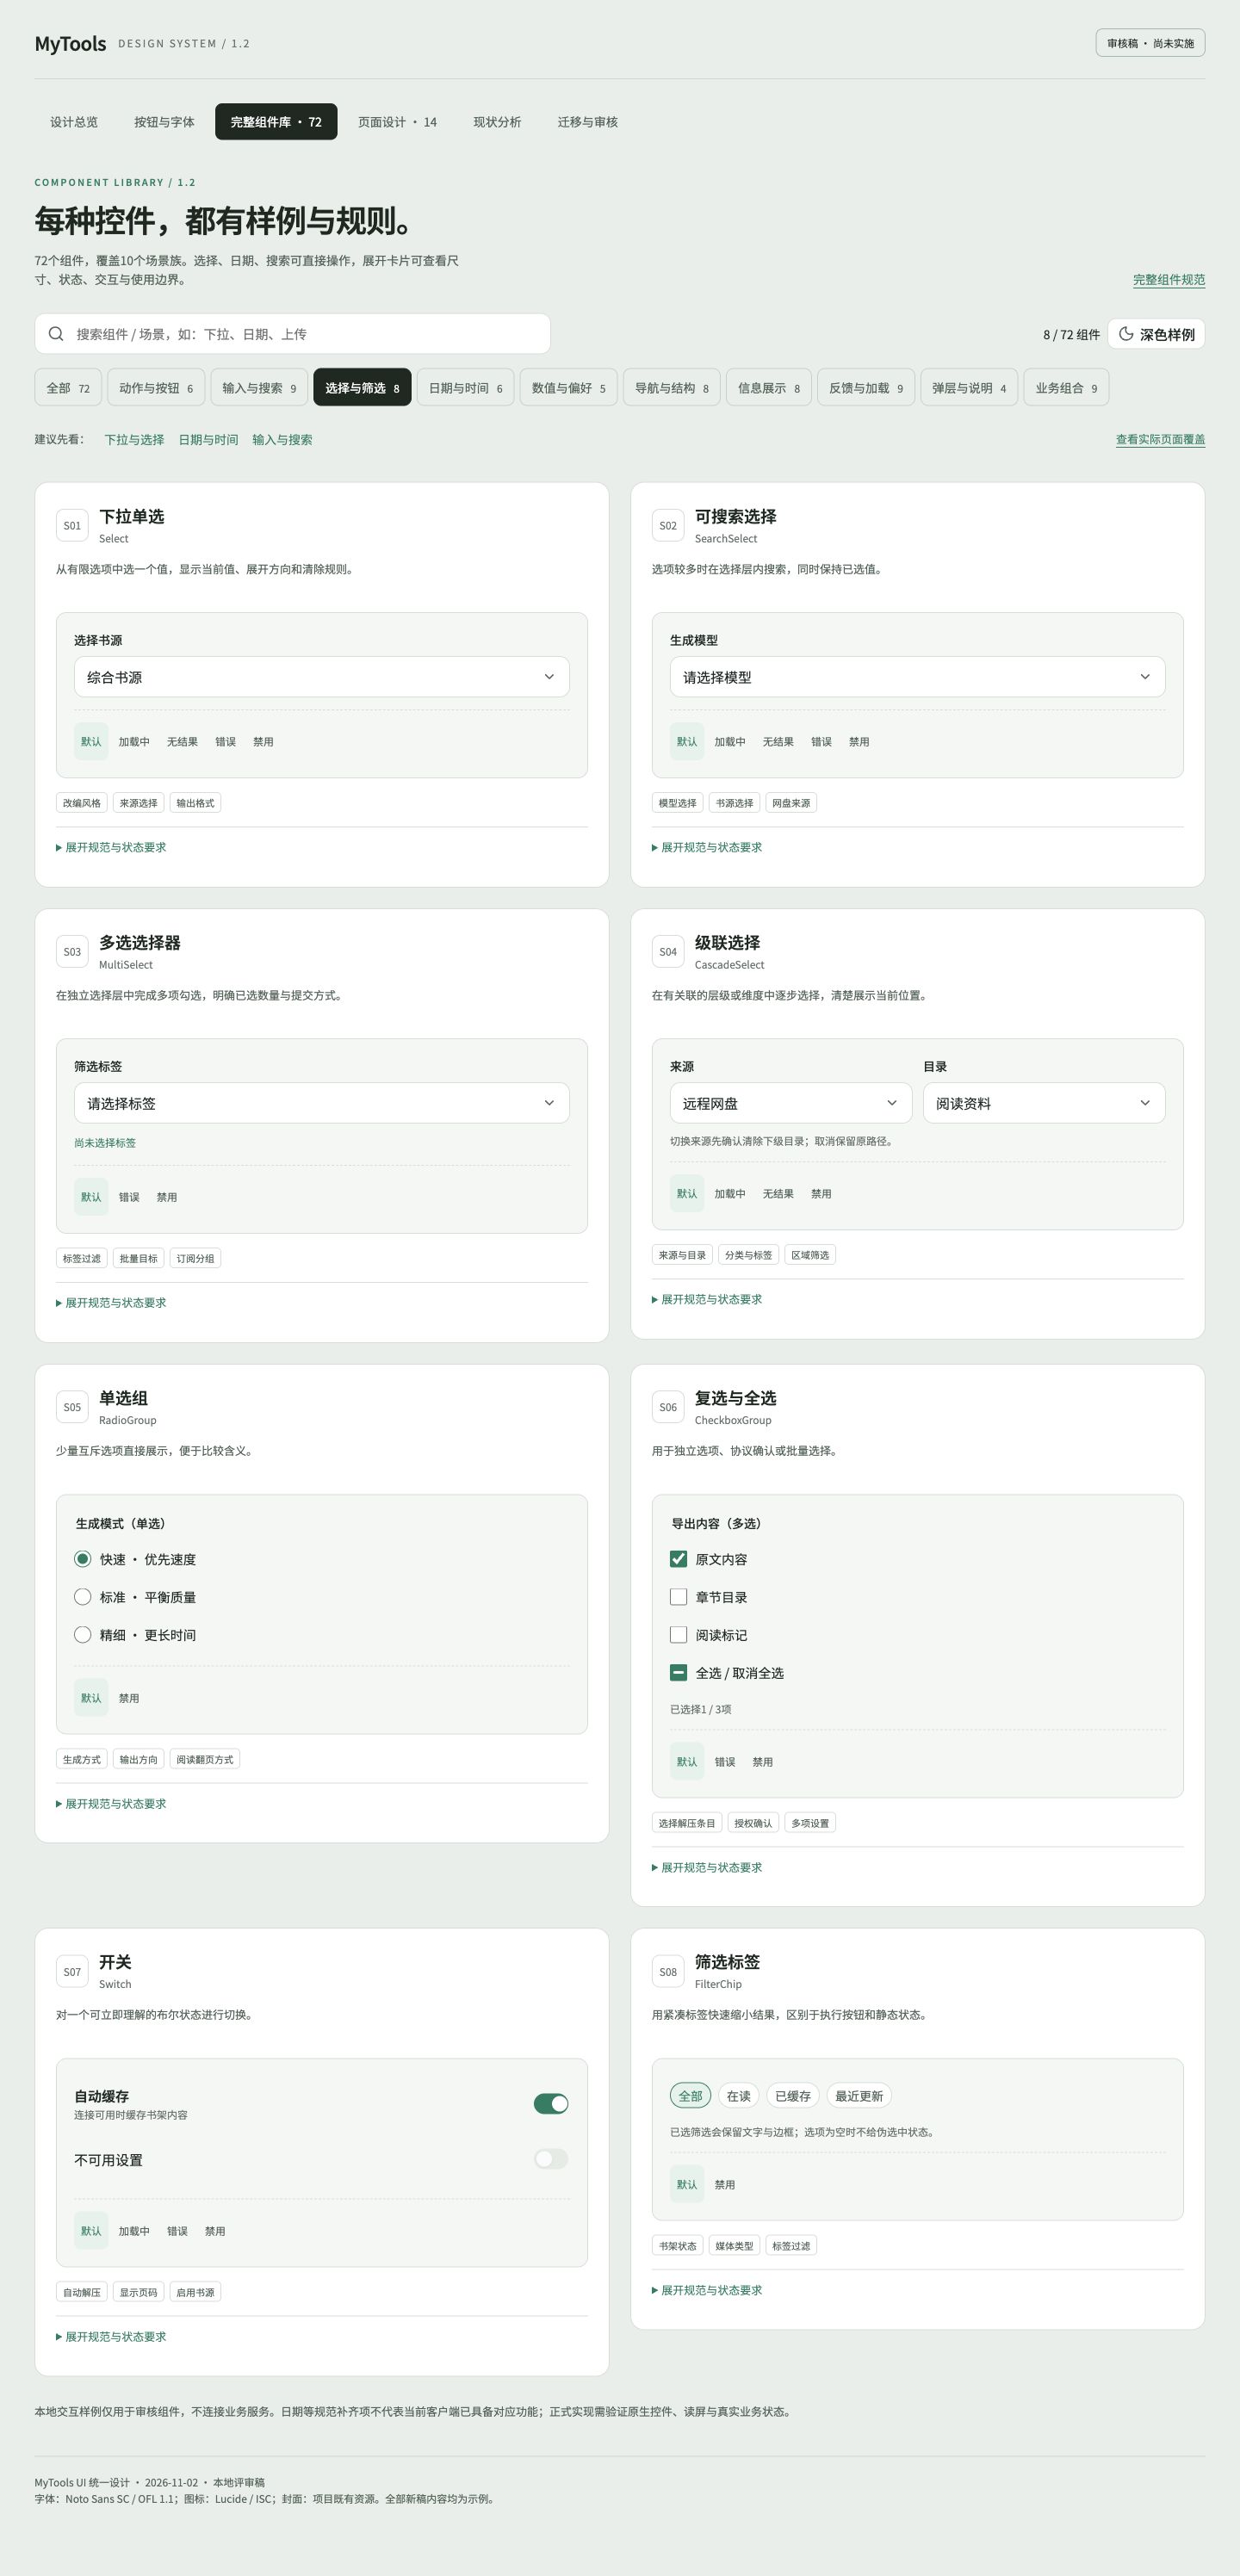 MyTools DESIGN SYSTEM / 1.2
审核稿 · 尚未实施
设计总览 按钮与字体 完整组件库 · 72 页面设计 · 14 现状分析 迁移与审核
COMPONENT LIBRARY / 1.2
每种控件，都有样例与规则。
72个组件，覆盖10个场景族。选择、日期、搜索可直接操作，展开卡片可查看尺
寸、状态、交互与使用边界。
完整组件规范
搜索组件 / 场景，如：下拉、日期、上传
8 / 72 组件 深色样例
全部 72 动作与按钮 6 输入与搜索 9 选择与筛选 8 日期与时间 6 数值与偏好 5 导航与结构 8 信息展示 8 反馈与加载 9 弹层与说明 4 业务组合 9
建议先看： 下拉与选择 日期与时间 输入与搜索
查看实际页面覆盖
S01 下拉单选
Select
从有限选项中选一个值，显示当前值、展开方向和清除规则。
选择书源
综合书源
默认 加载中 无结果 错误 禁用
改编风格 来源选择 输出格式
展开规范与状态要求
S02 可搜索选择
SearchSelect
选项较多时在选择层内搜索，同时保持已选值。
生成模型
请选择模型
默认 加载中 无结果 错误 禁用
模型选择 书源选择 网盘来源
展开规范与状态要求
S03 多选选择器
MultiSelect
在独立选择层中完成多项勾选，明确已选数量与提交方式。
筛选标签
请选择标签
尚未选择标签
默认 错误 禁用
标签过滤 批量目标 订阅分组
展开规范与状态要求
S04 级联选择
CascadeSelect
在有关联的层级或维度中逐步选择，清楚展示当前位置。
来源 目录
远程网盘 阅读资料
切换来源先确认清除下级目录；取消保留原路径。
默认 加载中 无结果 禁用
来源与目录 分类与标签 区域筛选
展开规范与状态要求
S05 单选组
RadioGroup
少量互斥选项直接展示，便于比较含义。
生成模式（单选）
快速 · 优先速度
标准 · 平衡质量
精细 · 更长时间
默认 禁用
生成方式 输出方向 阅读翻页方式
展开规范与状态要求
S06 复选与全选
CheckboxGroup
用于独立选项、协议确认或批量选择。
导出内容（多选）
原文内容
章节目录
阅读标记
全选 / 取消全选
已选择1 / 3项
默认 错误 禁用
选择解压条目 授权确认 多项设置
展开规范与状态要求
S07 开关
Switch
对一个可立即理解的布尔状态进行切换。
自动缓存
连接可用时缓存书架内容
不可用设置
默认 加载中 错误 禁用
自动解压 显示页码 启用书源
展开规范与状态要求
S08 筛选标签
FilterChip
用紧凑标签快速缩小结果，区别于执行按钮和静态状态。
全部 在读 已缓存 最近更新
已选筛选会保留文字与边框；选项为空时不给伪选中状态。
默认 禁用
书架状态 媒体类型 标签过滤
展开规范与状态要求
本地交互样例仅用于审核组件，不连接业务服务。日期等规范补齐项不代表当前客户端已具备对应功能；正式实现需验证原生控件、读屏与真实业务状态。
MyTools UI 统一设计 · 2026-11-02 · 本地评审稿
字体：Noto Sans SC / OFL 1.1；图标：Lucide / ISC；封面：项目既有资源。全部新稿内容均为示例。